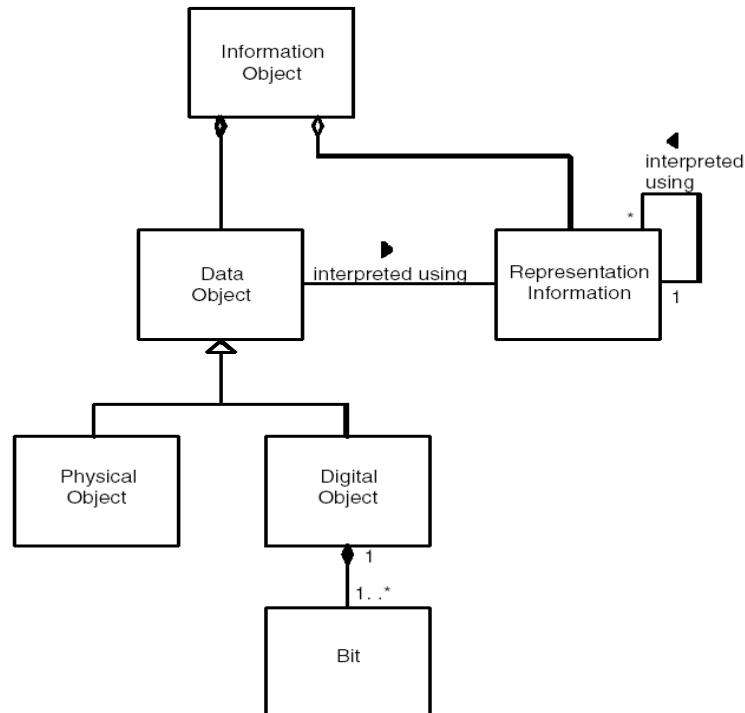 Information
Object
interpreted
using
*
Data
Object
interpreted using
Representation
Information
1
Physical
Object
Digital
Object
1
1..*
Bit